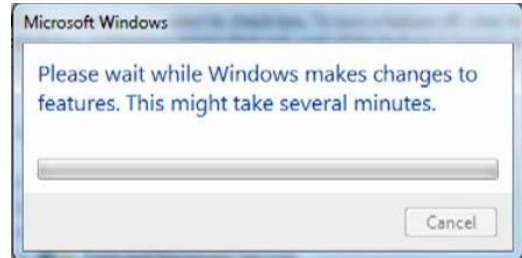 Microsoft Windows
Please wait while Windows makes changes to
features. This might take several minutes.
Cancel